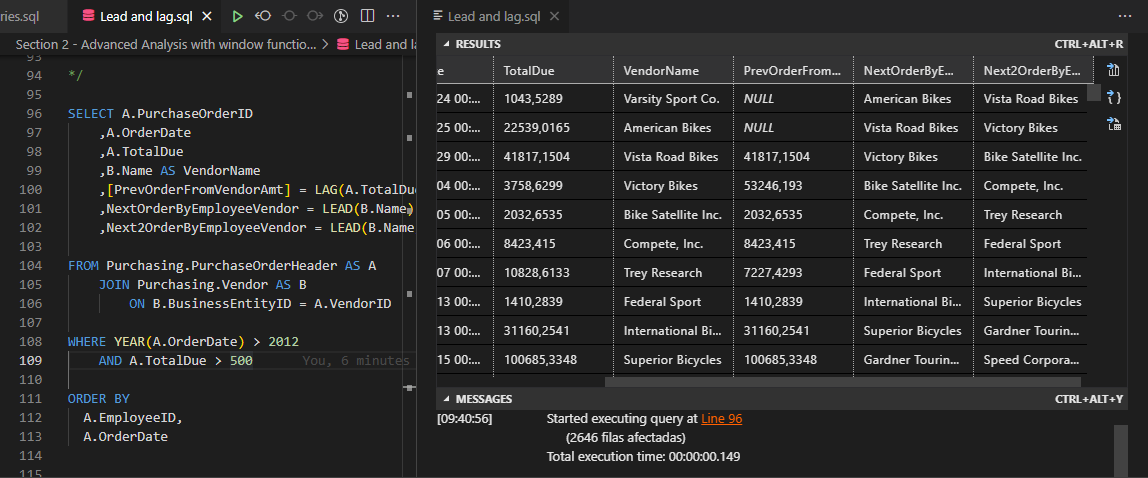 ries.sql
Lead and lag.sql
Section 2 - Advanced Analysis with window functio... > Lead and la
93
94 */
95
96 SELECT A.PurchaseOrderID
97 ,A.OrderDate
98 ,A.TotalDue
99 ,B.Name AS VendorName
100 ,[PrevOrderFromVendorAmt] = LAG(A.TotalDue
101 ,NextOrderByEmployeeVendor = LEAD(B.Name)
102 ,Next2OrderByEmployeeVendor = LEAD(B.Name
103
104 FROM Purchasing.PurchaseOrderHeader AS A
105 JOIN Purchasing.Vendor AS B
106 ON B.BusinessEntityID = A.VendorID
107
108 WHERE YEAR(A.OrderDate) > 2012
109 AND A.TotalDue > 500 You, 6 minutes
110
111 ORDER BY
112 A.EmployeeID,
113 A.OrderDate
114
115
Lead and lag.sql
RESULTS CTRL+ALT+R
e TotalDue VendorName PrevOrderFrom... NextOrderByE... Next2OrderByE...
24 00:... 1043,5289 Varsity Sport Co. NULL American Bikes Vista Road Bikes
25 00:... 22539,0165 American Bikes NULL Vista Road Bikes Victory Bikes
29 00:... 41817,1504 Vista Road Bikes 41817,1504 Victory Bikes Bike Satellite Inc.
04 00:... 3758,6299 Victory Bikes 53246,193 Bike Satellite Inc. Compete, Inc.
05 00:... 2032,6535 Bike Satellite Inc. 2032,6535 Compete, Inc. Trey Research
06 00:... 8423,415 Compete, Inc. 8423,415 Trey Research Federal Sport
07 00:... 10828,6133 Trey Research 7227,4293 Federal Sport International Bi...
13 00:... 1410,2839 Federal Sport 1410,2839 International Bi... Superior Bicycles
13 00:... 31160,2541 International Bi... 31160,2541 Superior Bicycles Gardner Tourin...
15 00:... 100685,3348 Superior Bicycles 100685,3348 Gardner Tourin... Speed Corpora...
MESSAGES CTRL+ALT+Y
[09:40:56] Started executing query at Line 96
(2646 filas afectadas)
Total execution time: 00:00:00.149